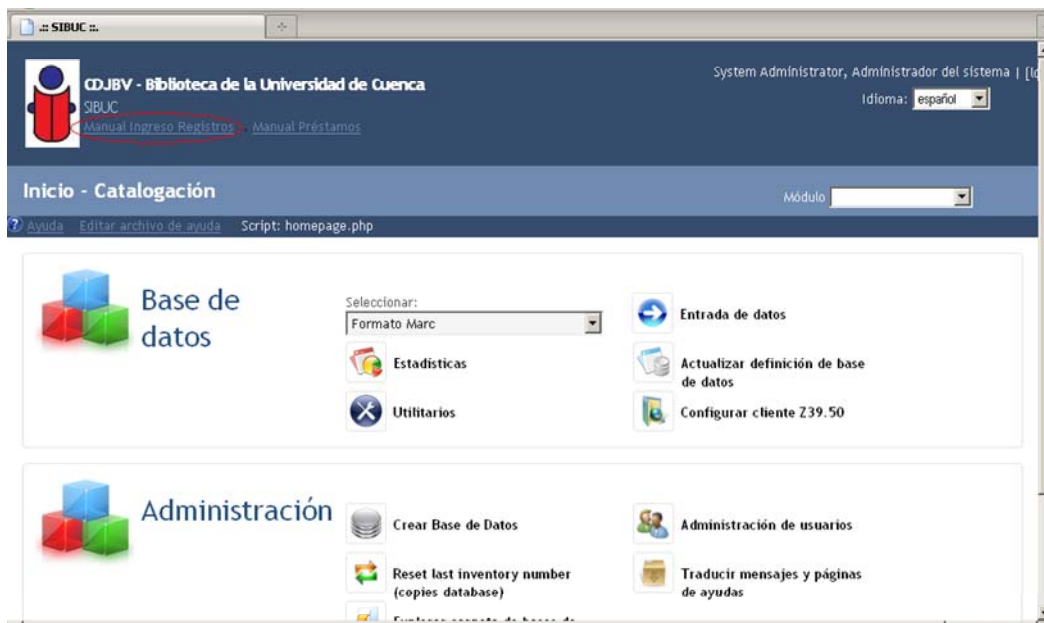 .:: SIBUC ::.
CDJBV - Biblioteca de la Universidad de Cuenca
SIBUC
Manual Ingreso Registros - Manual Préstamos
System Administrator, Administrador del sistema |
Idioma: español
Inicio - Catalogación
Módulo
Ayuda Editar archivo de ayuda Script: homepage.php
Base de
datos
Seleccionar:
Formato Marc
Estadísticas
Utilitarios
Entrada de datos
Actualizar definición de base
de datos
Configurar cliente Z39.50
Administración
Crear Base de Datos
Reset last inventory number
(copies database)
Administración de usuarios
Traducir mensajes y páginas
de ayudas